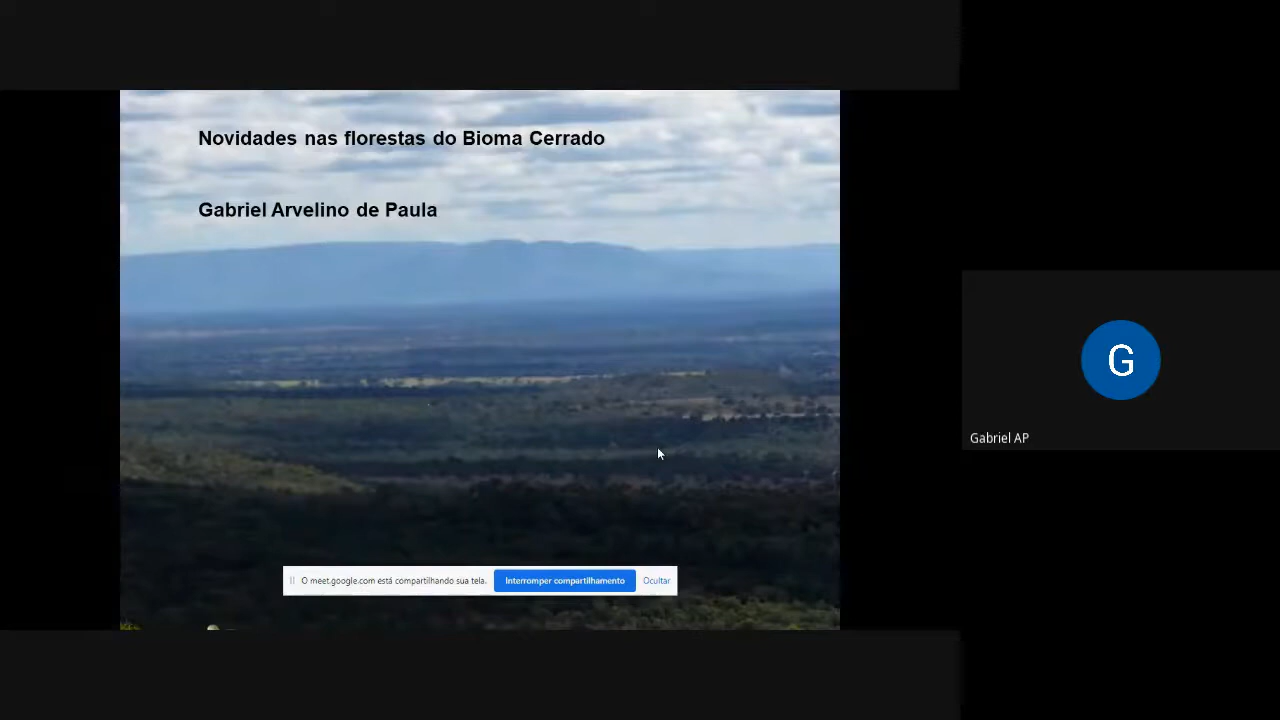 Novidades nas florestas do Bioma Cerrado
Gabriel Arvelino de Paula
G
Gabriel AP
O meet.google.com está compartilhando sua tela.
Interromper compartilhamento
Ocultar